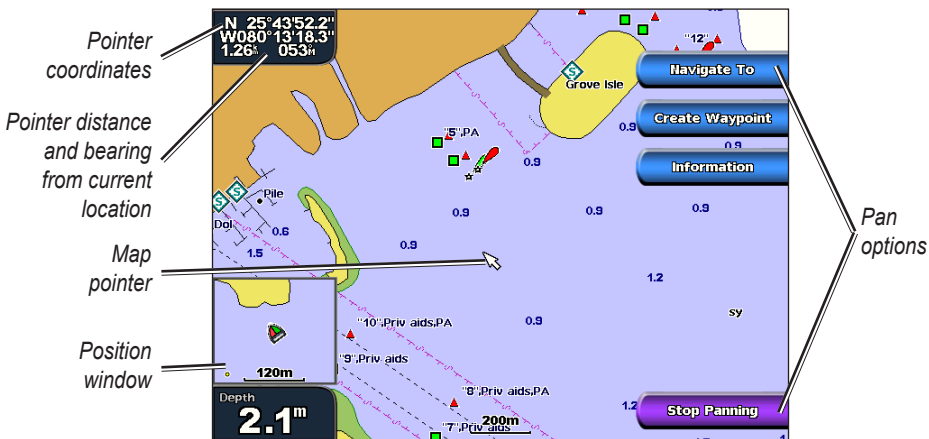 Pointer
coordinates
Pointer distance
and bearing
from current
location
Map
pointer
Position
window
Pan
options
N 25°43'52.2"
W080°13'18.3"
1.26 053
"12"
Navigate To
Grove Isle
Create Waypoint
"5",PA
0.9
0.9
0.9
Information
Pile
Dol
0.9
0.9
0.9
0.6
0.9
1.5
1.2
sy
0.9
"10",Priv aids,PA
"9",Priv aids
120m
"8",Priv aids,PA
Depth
2.1m
1.2
Stop Panning
200m
"7",Priv aids